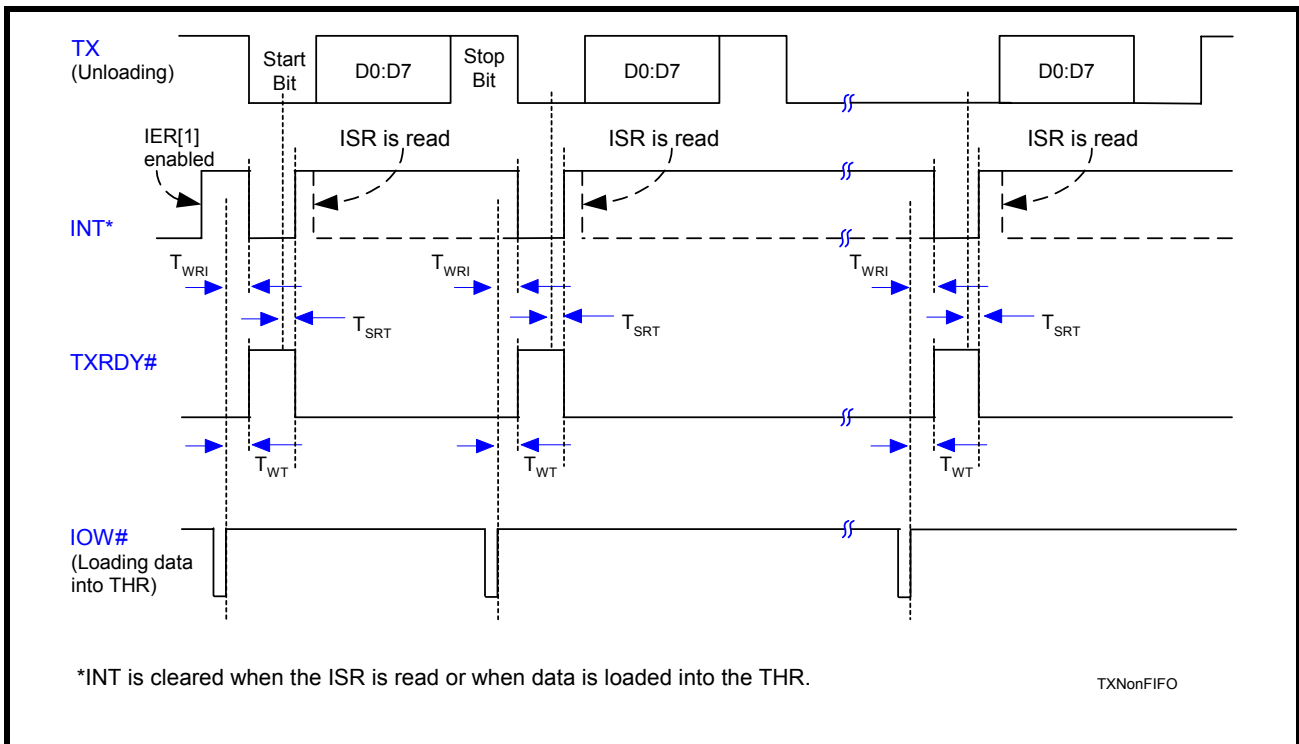 TX
(Unloading)
Start
Bit
D0:D7
Stop
Bit
D0:D7
D0:D7
IER[1]
enabled
ISR is read
ISR is read
ISR is read
INT*
TWRI
TWRI
TWRI
TSRT
TSRT
TSRT
TXRDY#
TWT
TWT
TWT
IOW#
(Loading data
into THR)
*INT is cleared when the ISR is read or when data is loaded into the THR.
TXNonFIFO